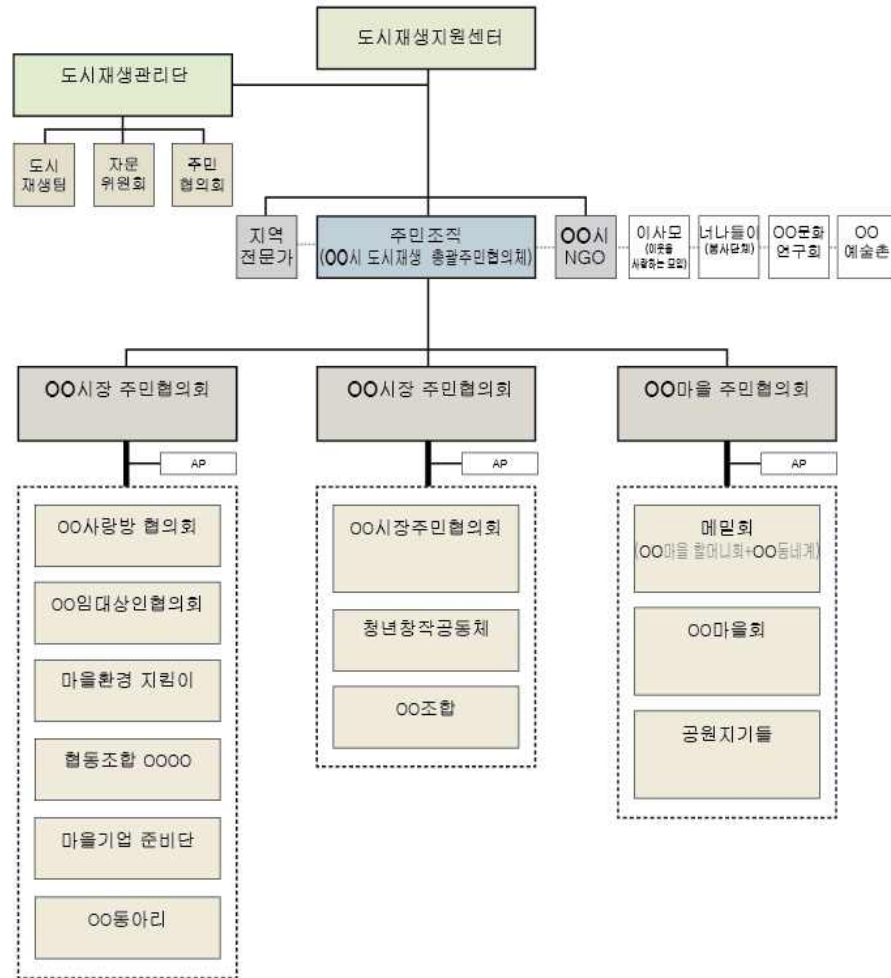 도시재생지원센터
도시재생관리단
도시
재생팀
자문
위원회
주민
협의회
지역
전문가
주민조직
(OO시 도시재생 총괄주민협의체)
OO시
NGO
이사모
(이웃을
사랑하는 모임)
너나들이
(봉사단체)
OO문화
연구회
OO
예술촌
OO시장 주민협의회
OO시장 주민협의회
OO마을 주민협의회
AP
AP
AP
OO사랑방 협의회
OO임대상인협의회
마을환경 지킴이
협동조합 OOOO
마을기업 준비단
OO동아리
OO시장주민협의회
청년창작공동체
OO조합
메밀회
(OO마을 할머니회+OO동네계)
OO마을회
공원지기들